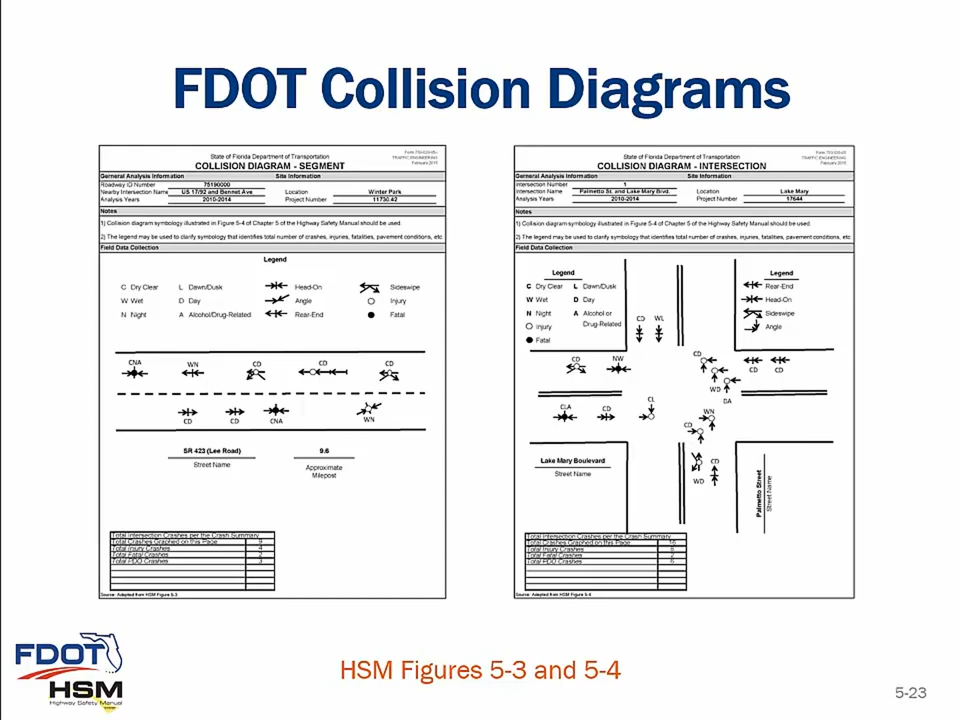 FDOT Collision Diagrams
State of Florida Department of Transportation
COLLISION DIAGRAM - SEGMENT
TRAFFIC ENGINEERING
General Analysis Information Site Information
Roadway ID Number 75190000
Nearby Intersection Name US 17/92 and Bennet Ave Location Winter Park
Analysis Years 2010-2014 Project Number 11730.42
Notes
1) Collision diagram symbology illustrated in Figure 5-4 of Chapter 5 of the Highway Safety Manual should be used.
2) The legend may be used to clarify symbology that identifies total number of crashes, injuries, fatalities, pavement conditions, etc
Field Data Collection
Legend
C Dry Clear L Dawn/Dusk Head-On Sideswipe
W Wet D Day Angle Injury
N Night A Alcohol/Drug-Related Rear-End Fatal
CNA WN CD CD CD
CD CD CNA WN
SR 423 (Lee Road) 9.6
Street Name Approximate
Milepost
Total Intersection Crashes per the Crash Summary
Total Crashes Graphed on this Page 9
Total Injury Crashes 4
Total Fatal Crashes
Total PDO Crashes 3
Source: Adapted from HSM Figure 5-3
State of Florida Department of Transportation
COLLISION DIAGRAM - INTERSECTION
TRAFFIC ENGINEERING
General Analysis Information Site Information
Intersection Number 1
Intersection Name Palmetto St. and Lake Mary Blvd. Location Lake Mary
Analysis Years 2010-2014 Project Number 17644
Notes
1) Collision diagram symbology illustrated in Figure 5-4 of Chapter 5 of the Highway Safety Manual should be used.
2) The legend may be used to clarify symbology that identifies total number of crashes, injuries, fatalities, pavement conditions, etc
Field Data Collection
Legend
C Dry Clear L Dawn/Dusk
W Wet D Day
N Night A Alcohol or
Drug-Related
Injury
Fatal
Legend
Rear-End
Head-On
Sideswipe
Angle
CD WL
CD NW CD
CD CD
WD
DA
CLA CD CL WN
CD
CD
WD
Lake Mary Boulevard
Street Name
Palmetto Street
Street Name
Total Intersection Crashes per the Crash Summary
Total Crashes Graphed on this Page
Total Injury Crashes
Total Fatal Crashes
Total PDO Crashes
Source: Adapted from HSM Figure 5-4
FDOT
HSM
Highway Safety Manual
HSM Figures 5-3 and 5-4
5-23